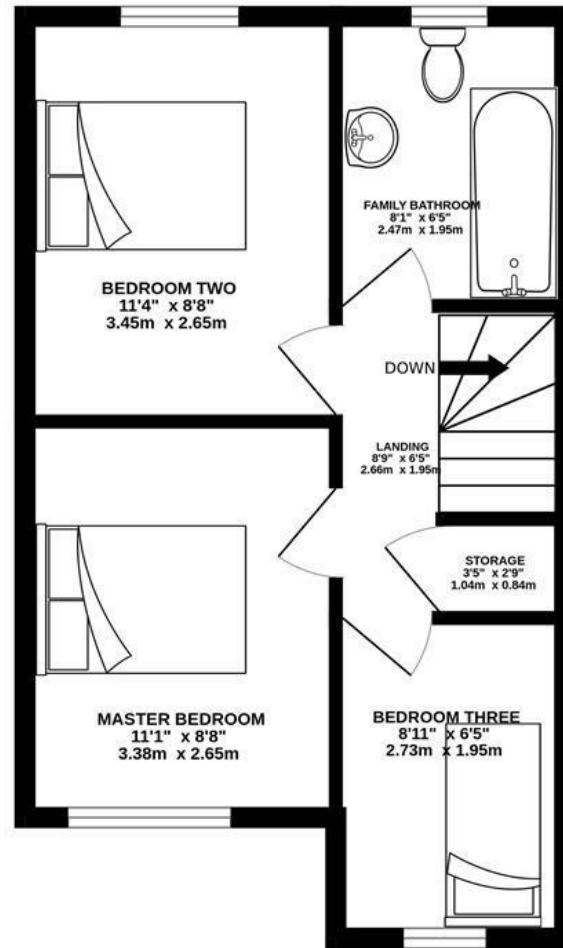 FAMILY BATHROOM
8'1" x 6'5"
2.47m x 1.95m
BEDROOM TWO
11'4" x 8'8"
3.45m x 2.65m
DOWN
LANDING
8'9" x 6'5"
2.66m x 1.95m
STORAGE
3'5" x 2'9"
1.04m x 0.84m
MASTER BEDROOM
11'1" x 8'8"
3.38m x 2.65m
BEDROOM THREE
8'11" x 6'5"
2.73m x 1.95m